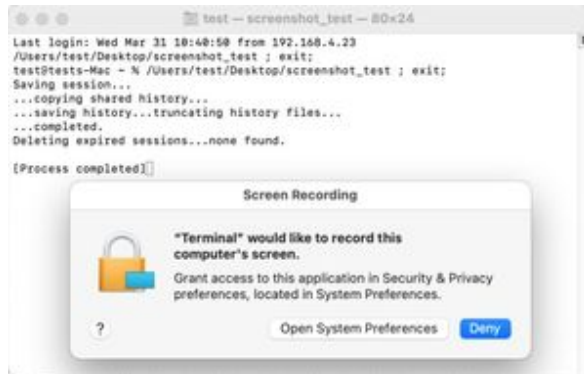 test — screenshot_test — 80×24
Last login: Wed Mar 31 10:40:50 from 192.168.4.23
/Users/test/Desktop/screenshot_test ; exit;
test@tests-Mac ~ % /Users/test/Desktop/screenshot_test ; exit;
Saving session...
...copying shared history...
...saving history...truncating history files...
...completed.
Deleting expired sessions...none found.
[Process completed]
Screen Recording
"Terminal" would like to record this
computer's screen.
Grant access to this application in Security & Privacy
preferences, located in System Preferences.
?
Open System Preferences
Deny